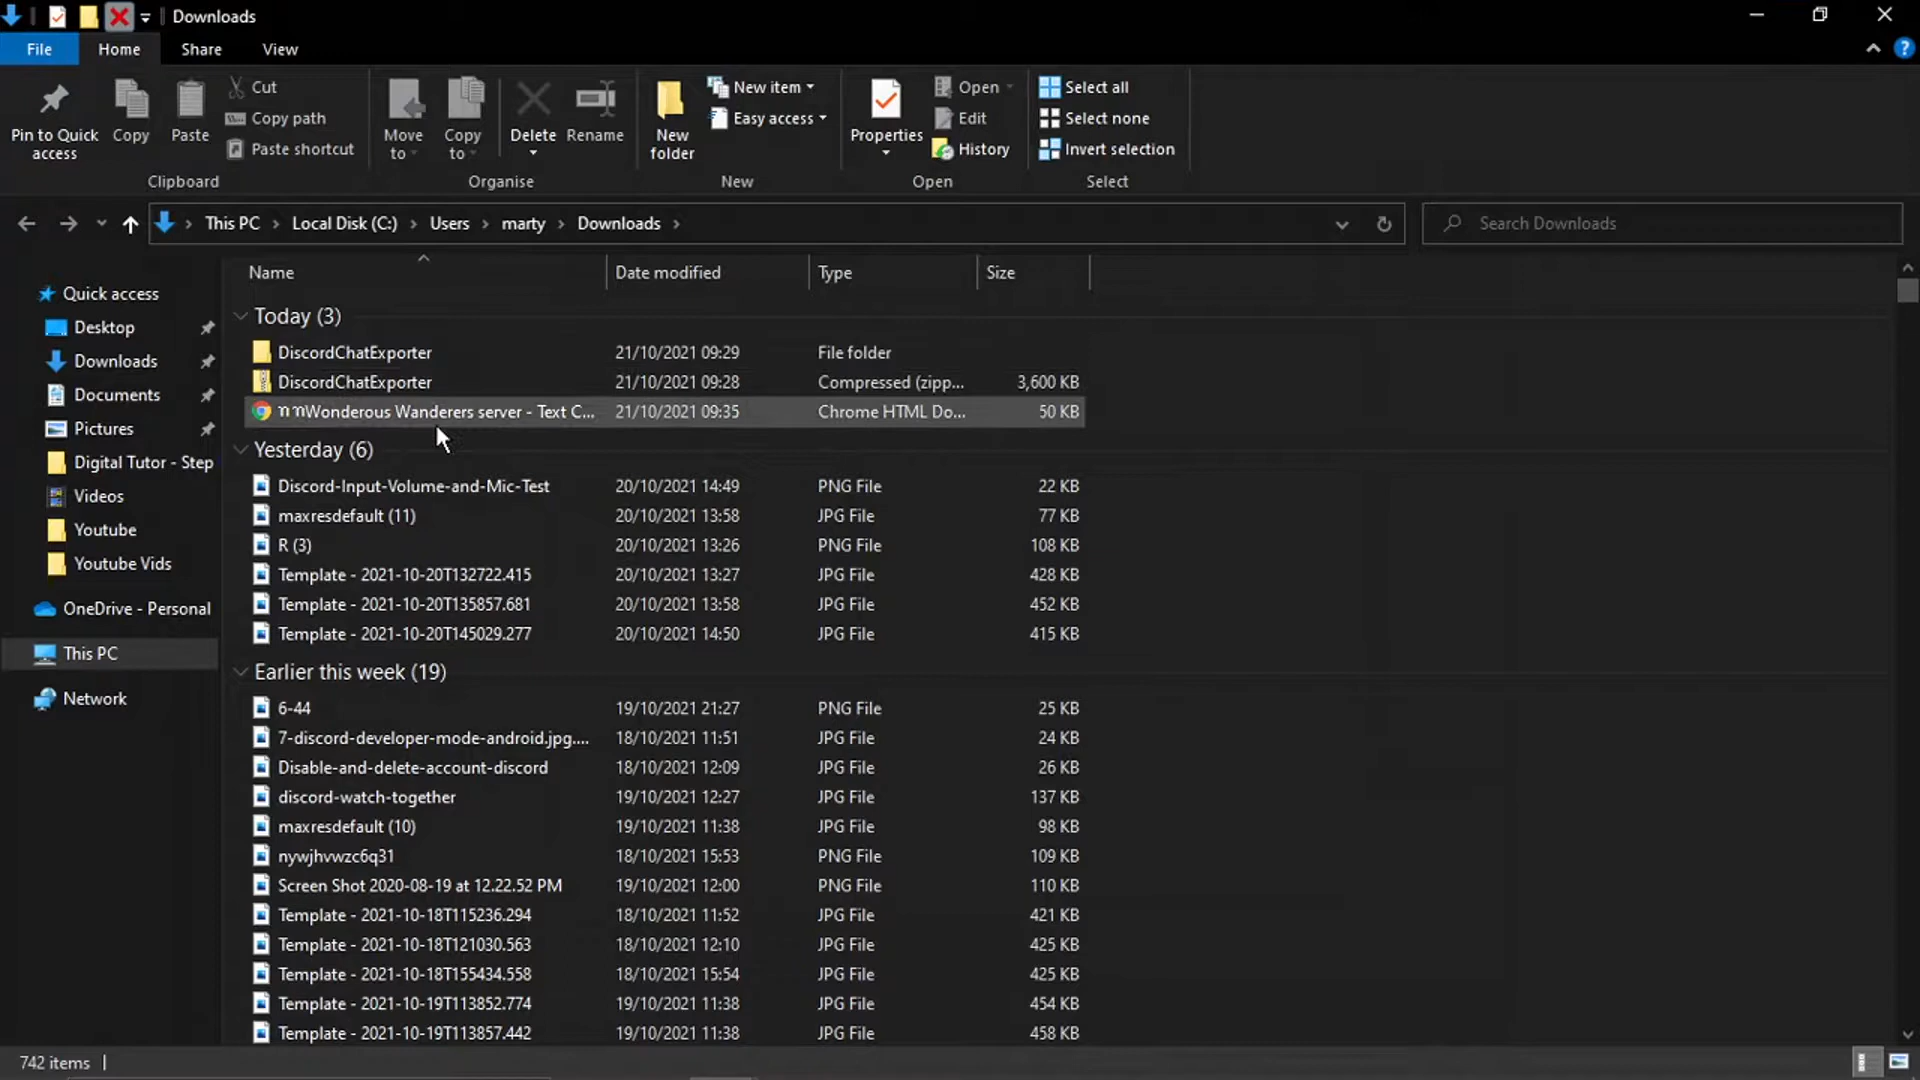 Downloads
File Home Share View
Pin to Quick access
Copy
Paste
Cut
Copy path
Paste shortcut
Clipboard
Move to
Copy to
Delete
Rename
Organise
New folder
New item
Easy access
New
Properties
Open
Edit
History
Open
Select all
Select none
Invert selection
Select
This PC Local Disk (C:) Users marty Downloads
Search Downloads
Quick access
Desktop
Downloads
Documents
Pictures
Digital Tutor - Step
Videos
Youtube
Youtube Vids
OneDrive - Personal
This PC
Network
Name Date modified Type Size
Today (3)
DiscordChatExporter 21/10/2021 09:29 File folder
DiscordChatExporter 21/10/2021 09:28 Compressed (zipp... 3,600 KB
Wonderous Wanderers server - Text C... 21/10/2021 09:35 Chrome HTML Do... 50 KB
Yesterday (6)
Discord-Input-Volume-and-Mic-Test 20/10/2021 14:49 PNG File 22 KB
maxresdefault (11) 20/10/2021 13:58 JPG File 77 KB
R (3) 20/10/2021 13:26 PNG File 108 KB
Template - 2021-10-20T132722.415 20/10/2021 13:27 JPG File 428 KB
Template - 2021-10-20T135857.681 20/10/2021 13:58 JPG File 452 KB
Template - 2021-10-20T145029.277 20/10/2021 14:50 JPG File 415 KB
Earlier this week (19)
6-44 19/10/2021 21:27 PNG File 25 KB
7-discord-developer-mode-android.jpg.... 18/10/2021 11:51 JPG File 24 KB
Disable-and-delete-account-discord 18/10/2021 12:09 JPG File 26 KB
discord-watch-together 19/10/2021 12:27 JPG File 137 KB
maxresdefault (10) 19/10/2021 11:38 JPG File 98 KB
nywjhvwzc6q31 18/10/2021 15:53 PNG File 109 KB
Screen Shot 2020-08-19 at 12.22.52 PM 19/10/2021 12:00 PNG File 110 KB
Template - 2021-10-18T115236.294 18/10/2021 11:52 JPG File 421 KB
Template - 2021-10-18T121030.563 18/10/2021 12:10 JPG File 425 KB
Template - 2021-10-18T155434.558 18/10/2021 15:54 JPG File 425 KB
Template - 2021-10-19T113852.774 19/10/2021 11:38 JPG File 454 KB
Template - 2021-10-19T113857.442 19/10/2021 11:38 JPG File 458 KB
742 items